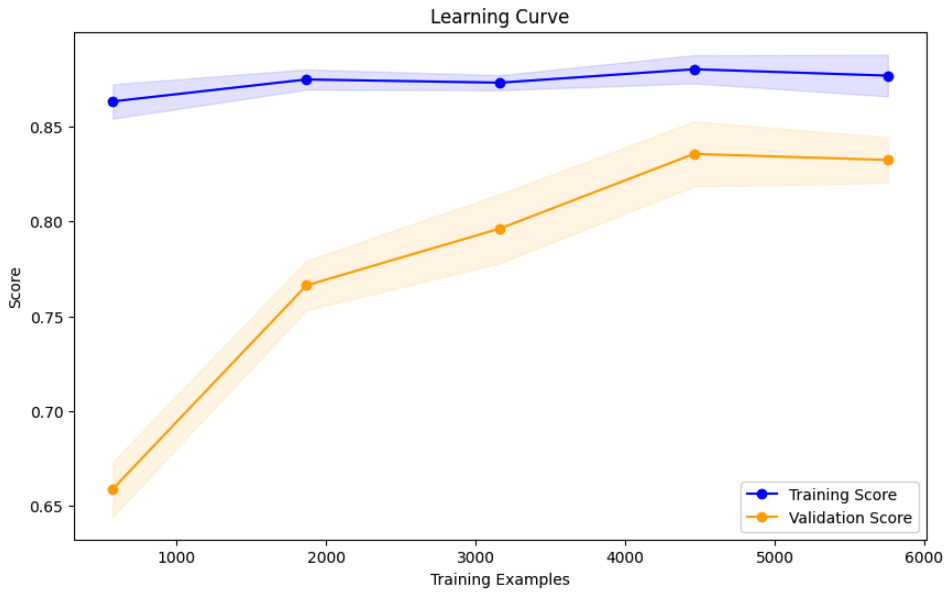 Learning Curve
0.85
0.80
0.75
0.70
0.65
Score
Training Score
Validation Score
1000
2000
3000
4000
5000
6000
Training Examples